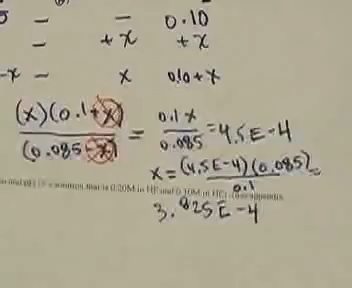 — — 0.10
— +x +x
-x — x 0.10+x
(x)(0.1+x) / (0.085-x) = 0.1x / 0.085 = 4.5E-4
x = (4.5E-4)(0.085) / 0.1 =
3.825E-4